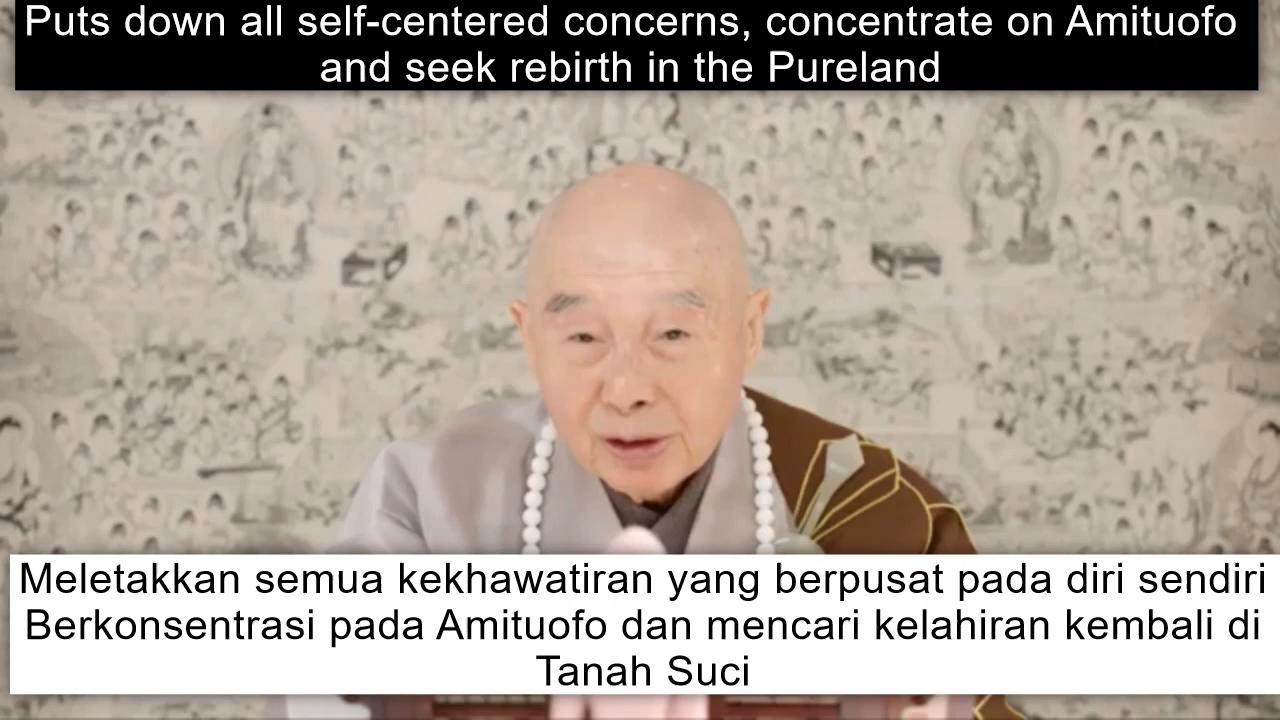 Puts down all self-centered concerns, concentrate on Amituofo
and seek rebirth in the Pureland
Meletakkan semua kekhawatiran yang berpusat pada diri sendiri
Berkonsentrasi pada Amituofo dan mencari kelahiran kembali di
Tanah Suci